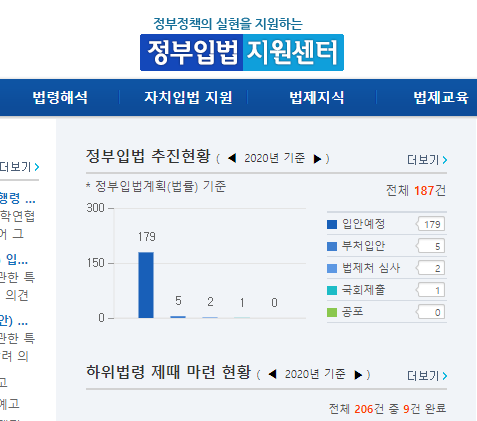 정부정책의 실현을 지원하는
정부입법 지원센터
법령해석 자치입법 지원 법제지식 법제교육
더보기
행령 ...
학연협
어 그
입...
관한 특
의견
안) ...
관한 특
려 의
고
예고
정부입법 추진현황 ( ◀ 2020년 기준 ▶ ) 더보기
* 정부입법계획(법률) 기준
전체 187건
300
150
0
179
5
2
1
0
입안예정 179
부처입안 5
법제처 심사 2
국회제출 1
공포 0
하위법령 제때 마련 현황 ( ◀ 2020년 기준 ▶ ) 더보기
전체 206건 중 9건 완료